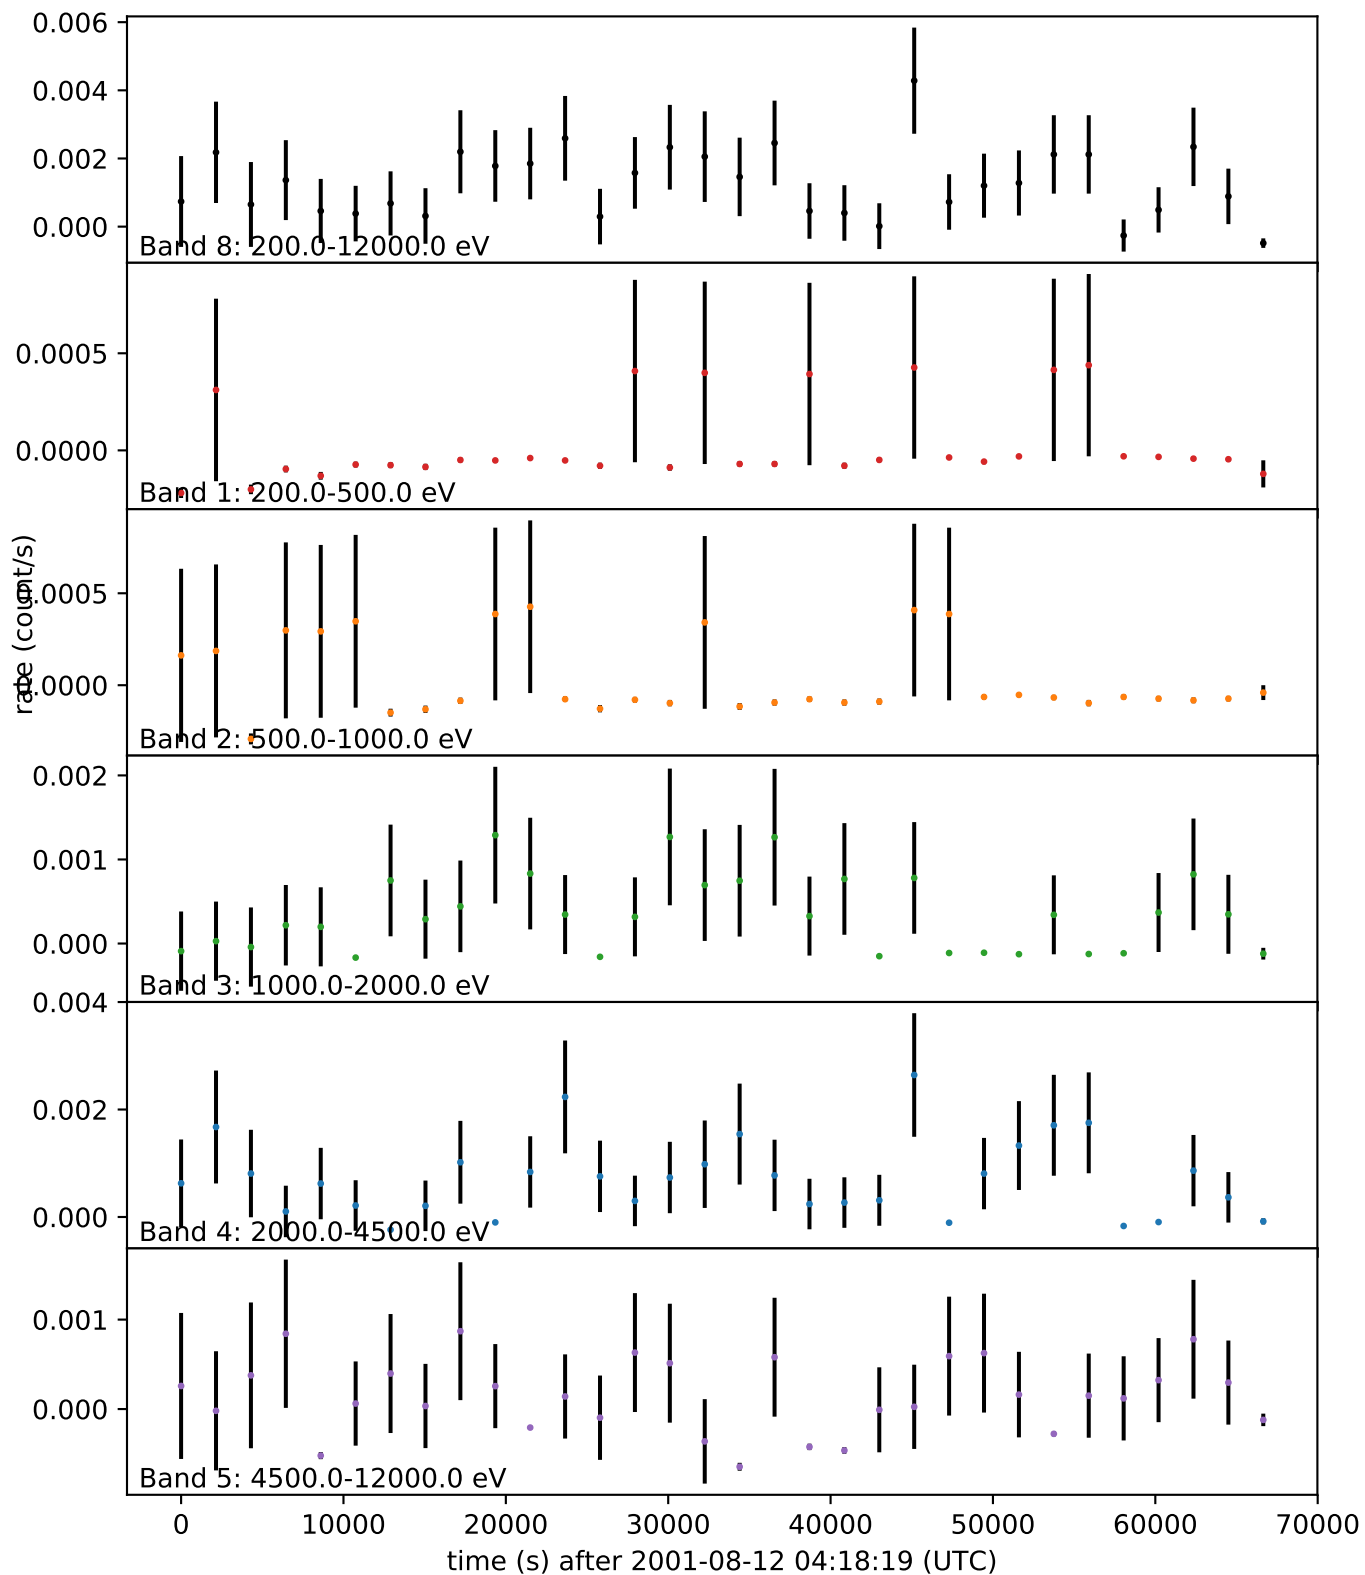 0.006
0.004
0.002
0.000
Band 8: 200.0-12000.0 eV
0.0005
0.0000
Band 1: 200.0-500.0 eV
rate (count/s)
0.0005
0.0000
Band 2: 500.0-1000.0 eV
0.002
0.001
0.000
Band 3: 1000.0-2000.0 eV
0.004
0.002
0.000
Band 4: 2000.0-4500.0 eV
0.001
0.000
Band 5: 4500.0-12000.0 eV
0 10000 20000 30000 40000 50000 60000 70000
time (s) after 2001-08-12 04:18:19 (UTC)